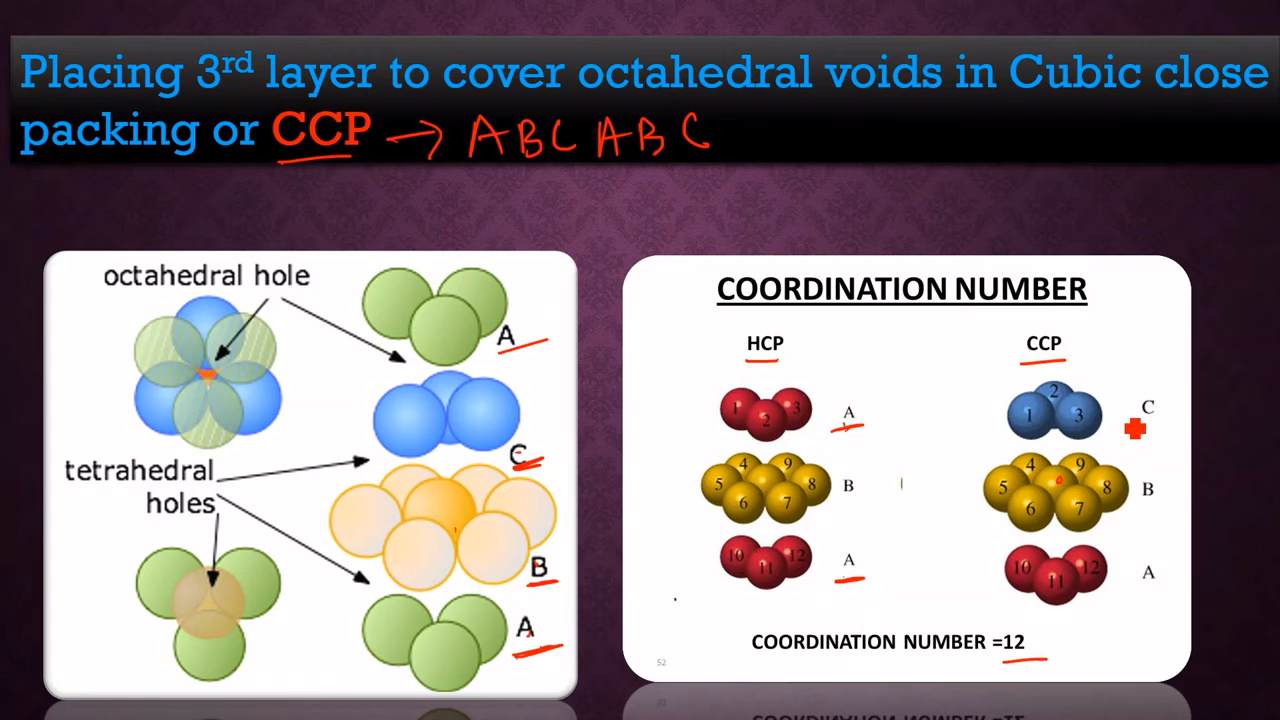 Placing 3rd layer to cover octahedral voids in Cubic close
packing or CCP → A B C A B C
octahedral hole
A
C
tetrahedral
holes
B
A
COORDINATION NUMBER
HCP
CCP
1 2 3
A
1 2 3
C
4 9
5 8
6 7
B
4 9
5 8
6 7
B
10 11 12
A
10 11 12
A
COORDINATION NUMBER =12
52